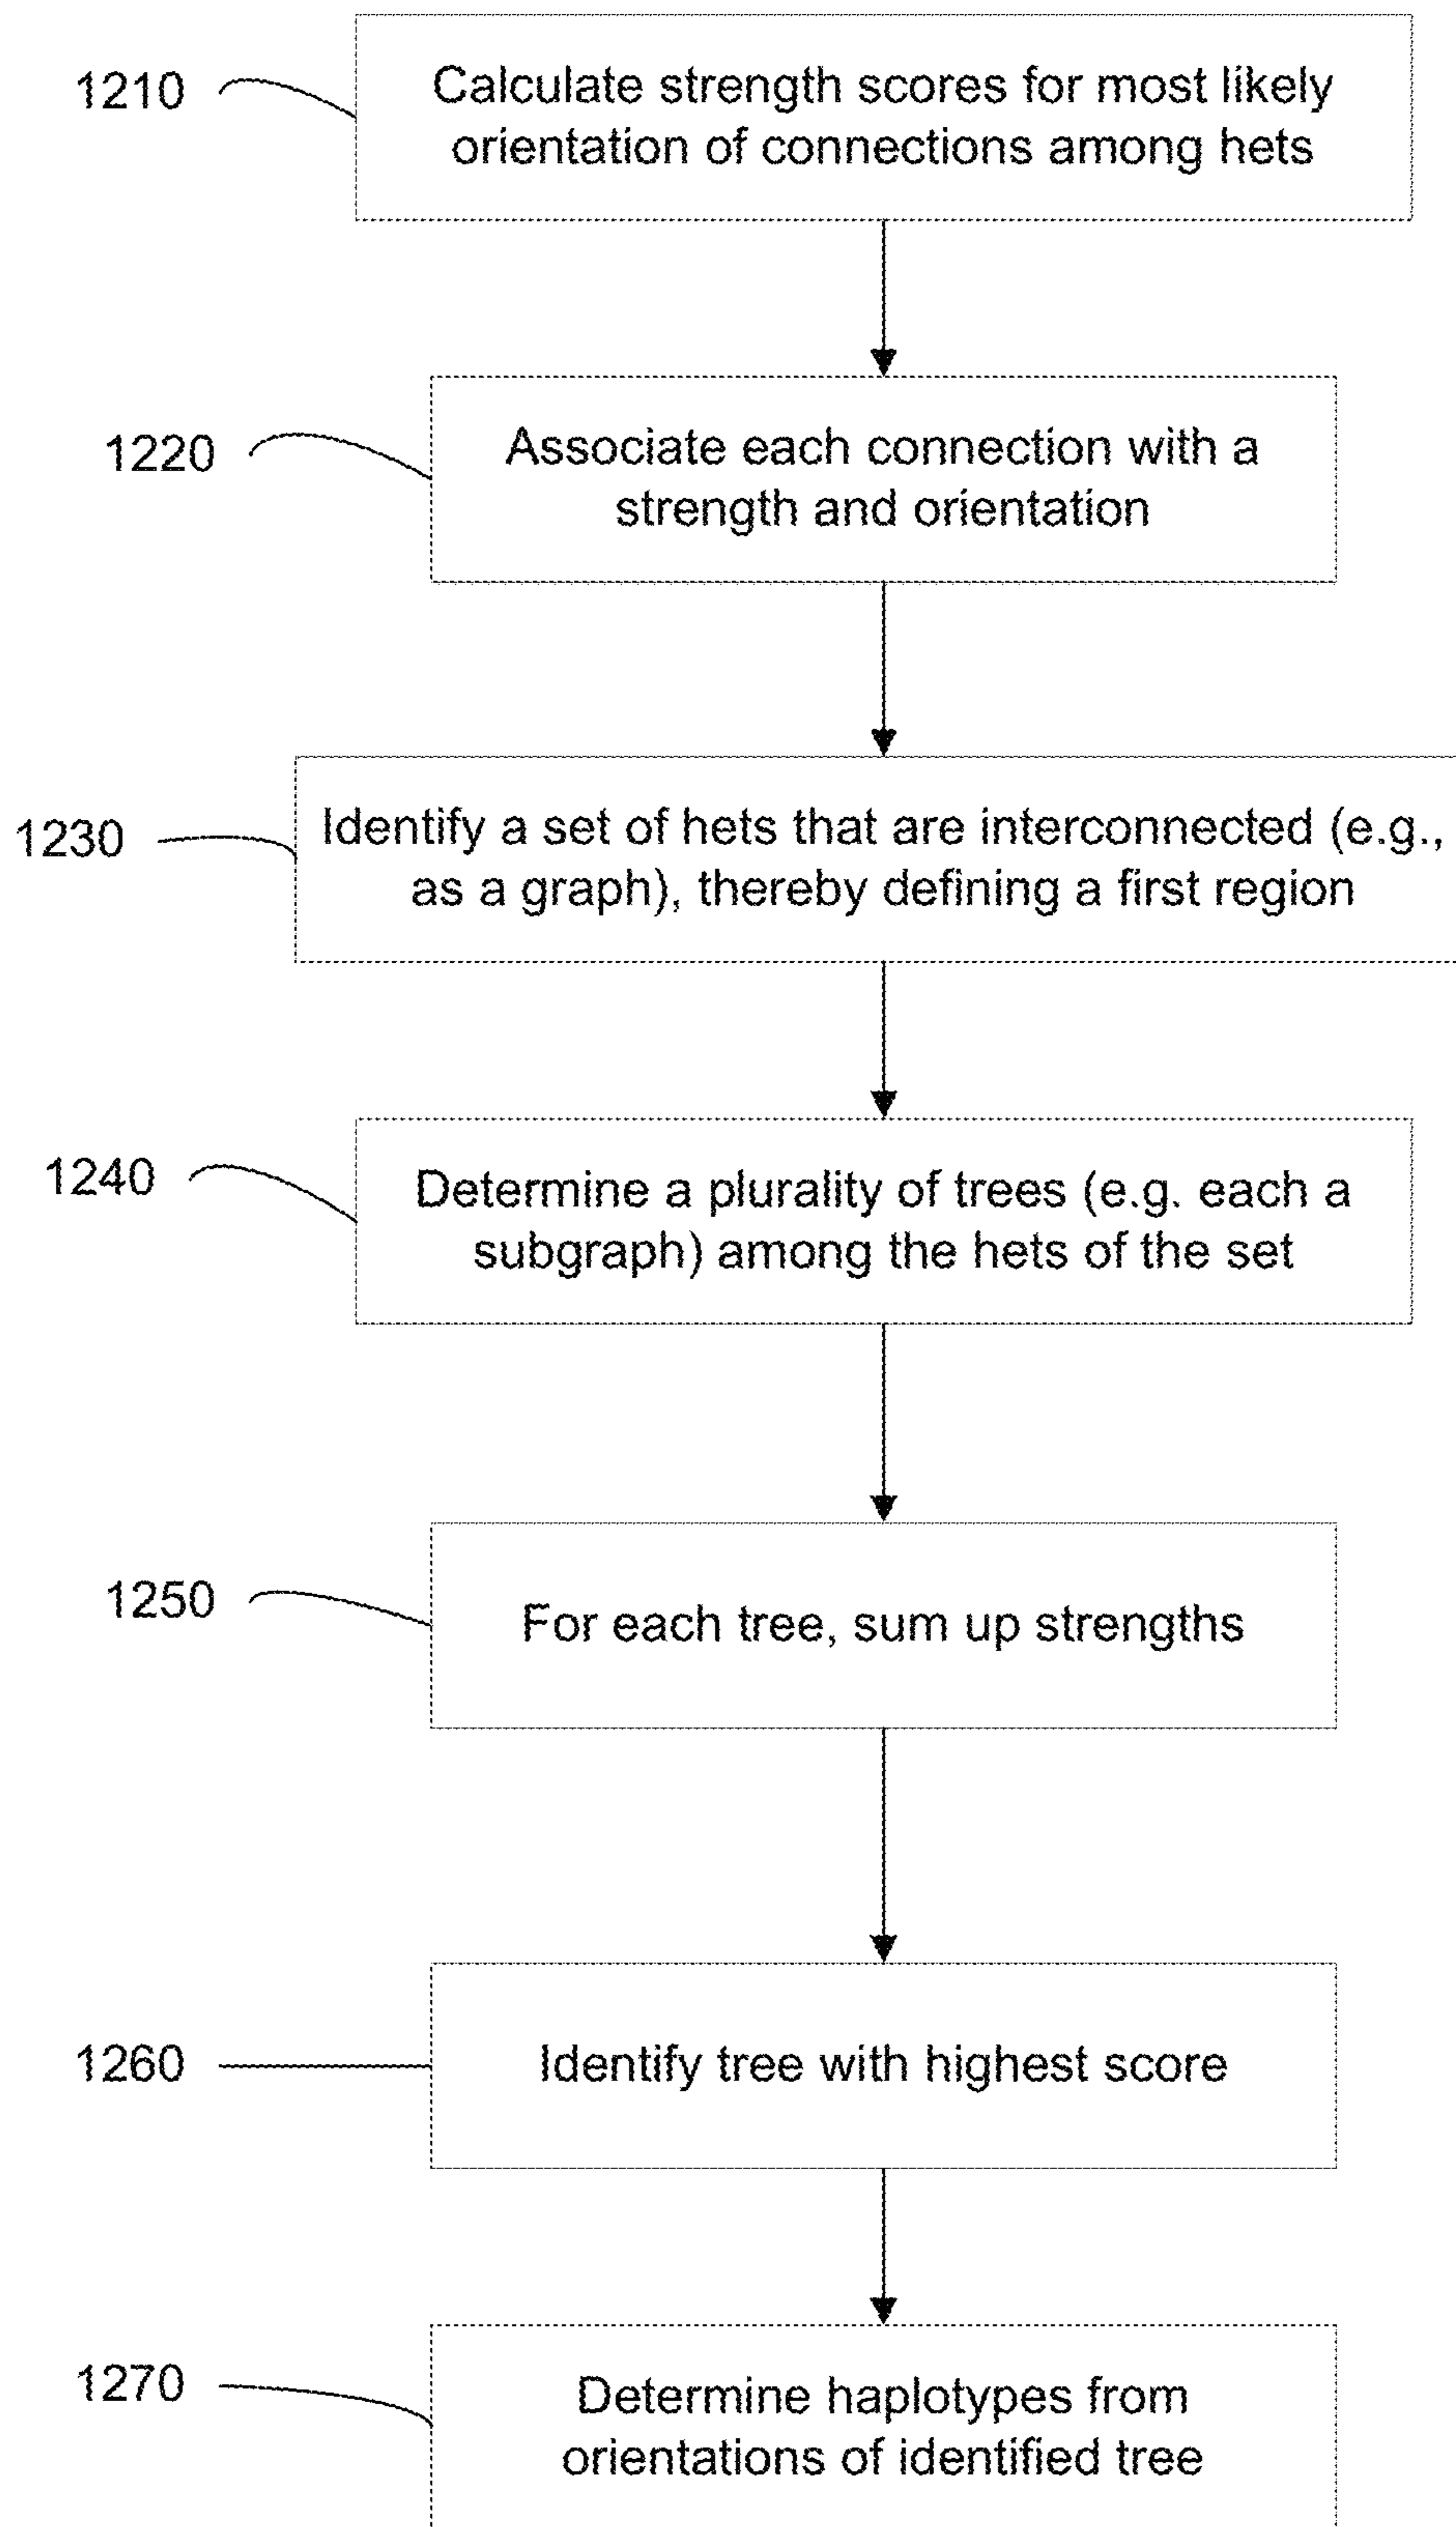 1210
Calculate strength scores for most likely
orientation of connections among hets
1220
Associate each connection with a
strength and orientation
1230
Identify a set of hets that are interconnected (e.g.,
as a graph), thereby defining a first region
1240
Determine a plurality of trees (e.g. each a
subgraph) among the hets of the set
1250
For each tree, sum up strengths
1260
Identify tree with highest score
1270
Determine haplotypes from
orientations of identified tree